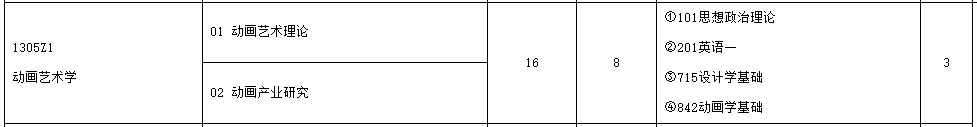 1305Z1
动画艺术学
01 动画艺术理论
02 动画产业研究
16
8
①101思想政治理论
②201英语一
③715设计学基础
④842动画学基础
3